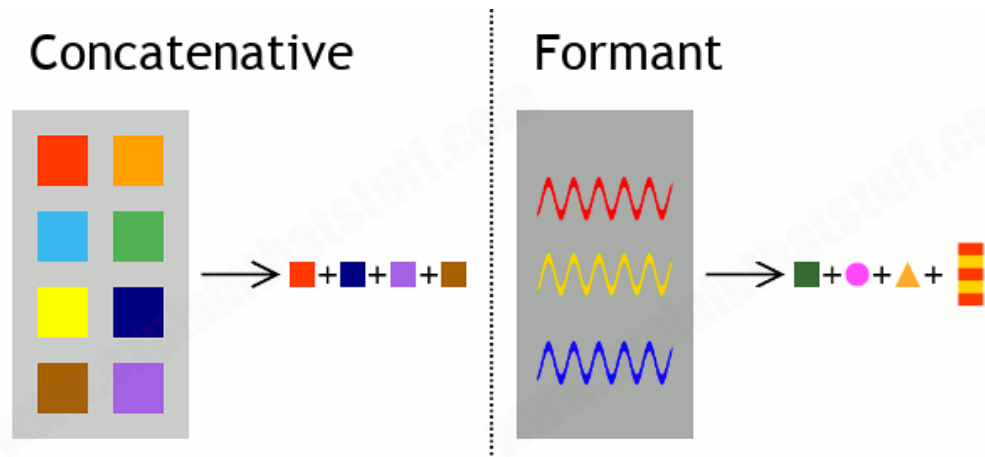 Concatenative
Formant
+ + +
+ + +